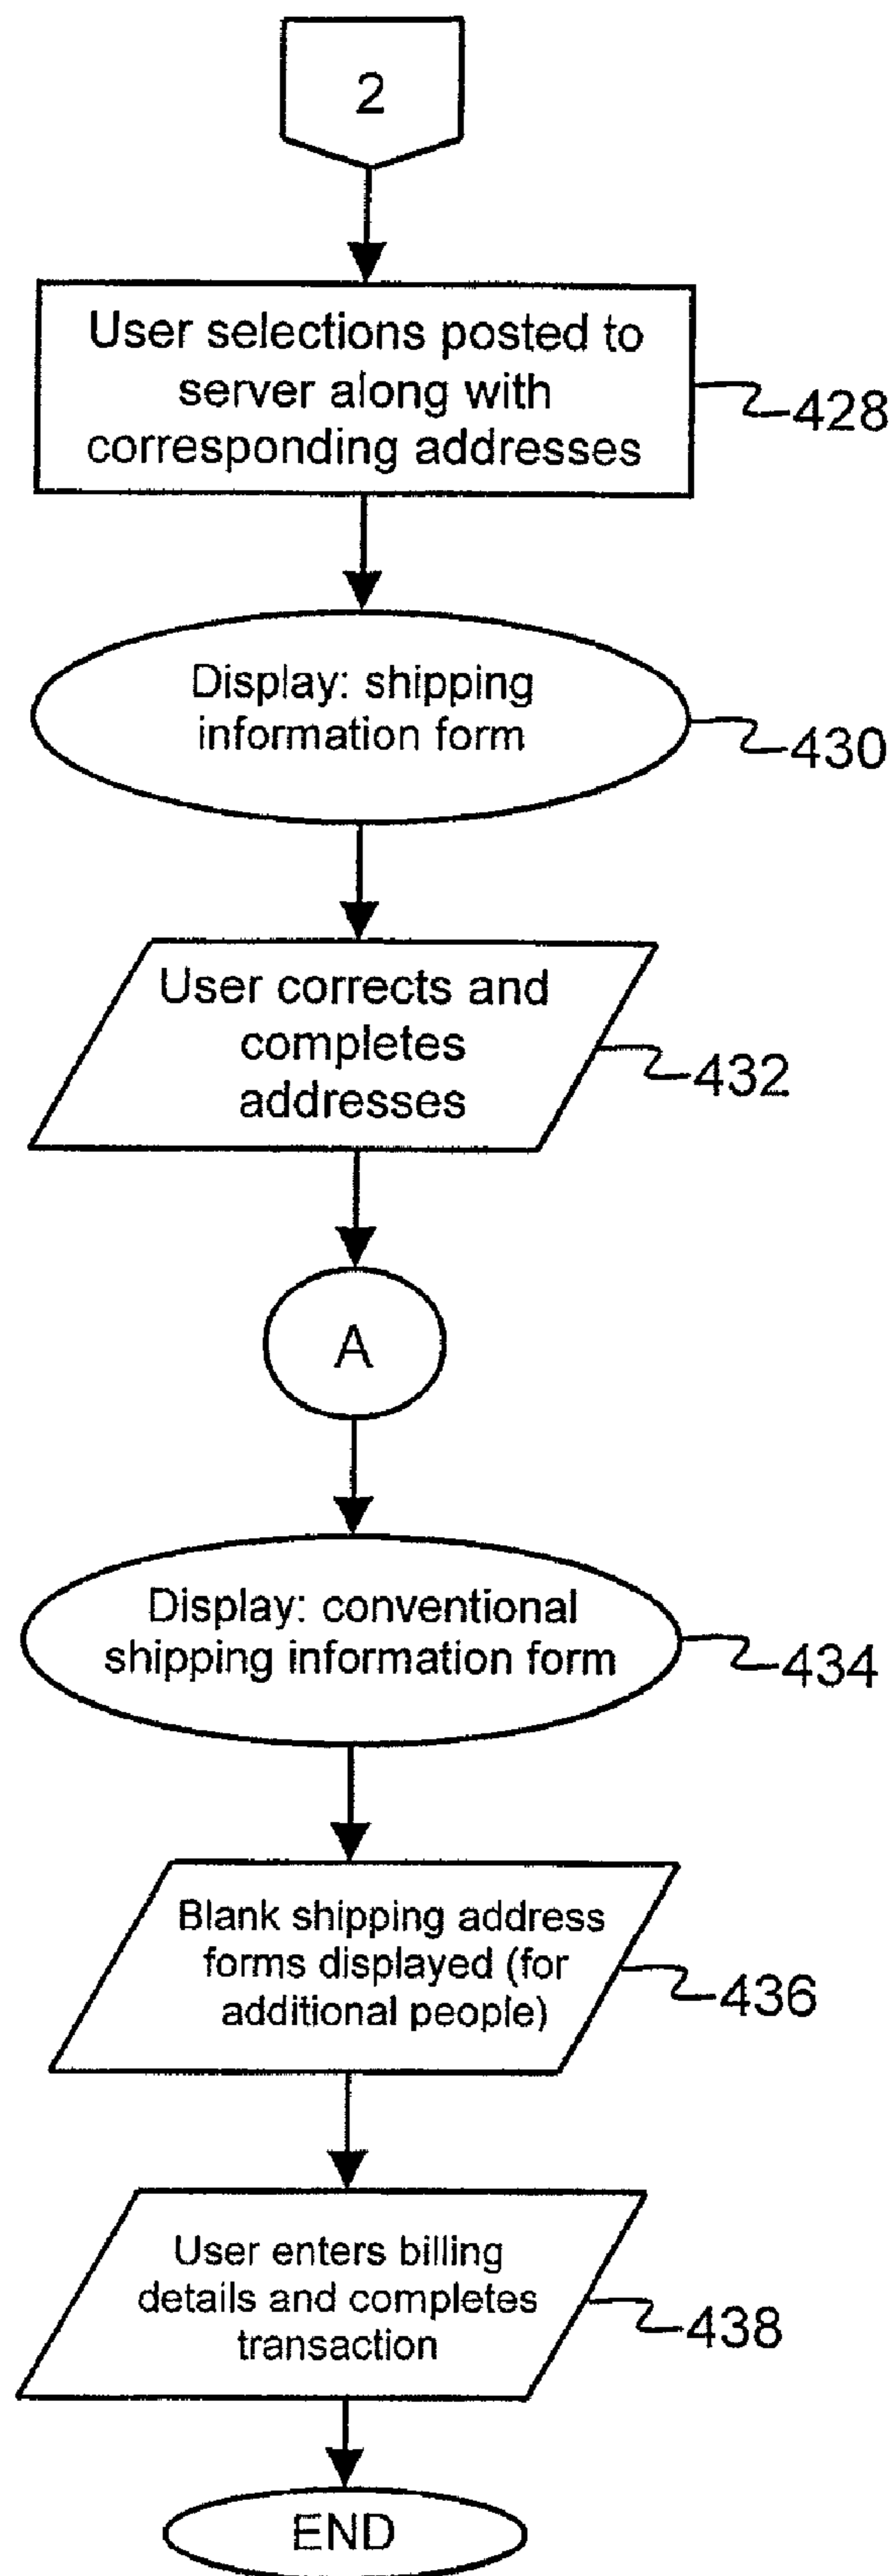 2
User selections posted to
server along with
corresponding addresses
428
Display: shipping
information form
430
User corrects and
completes
addresses
432
A
Display: conventional
shipping information form
434
Blank shipping address
forms displayed (for
additional people)
436
User enters billing
details and completes
transaction
438
END